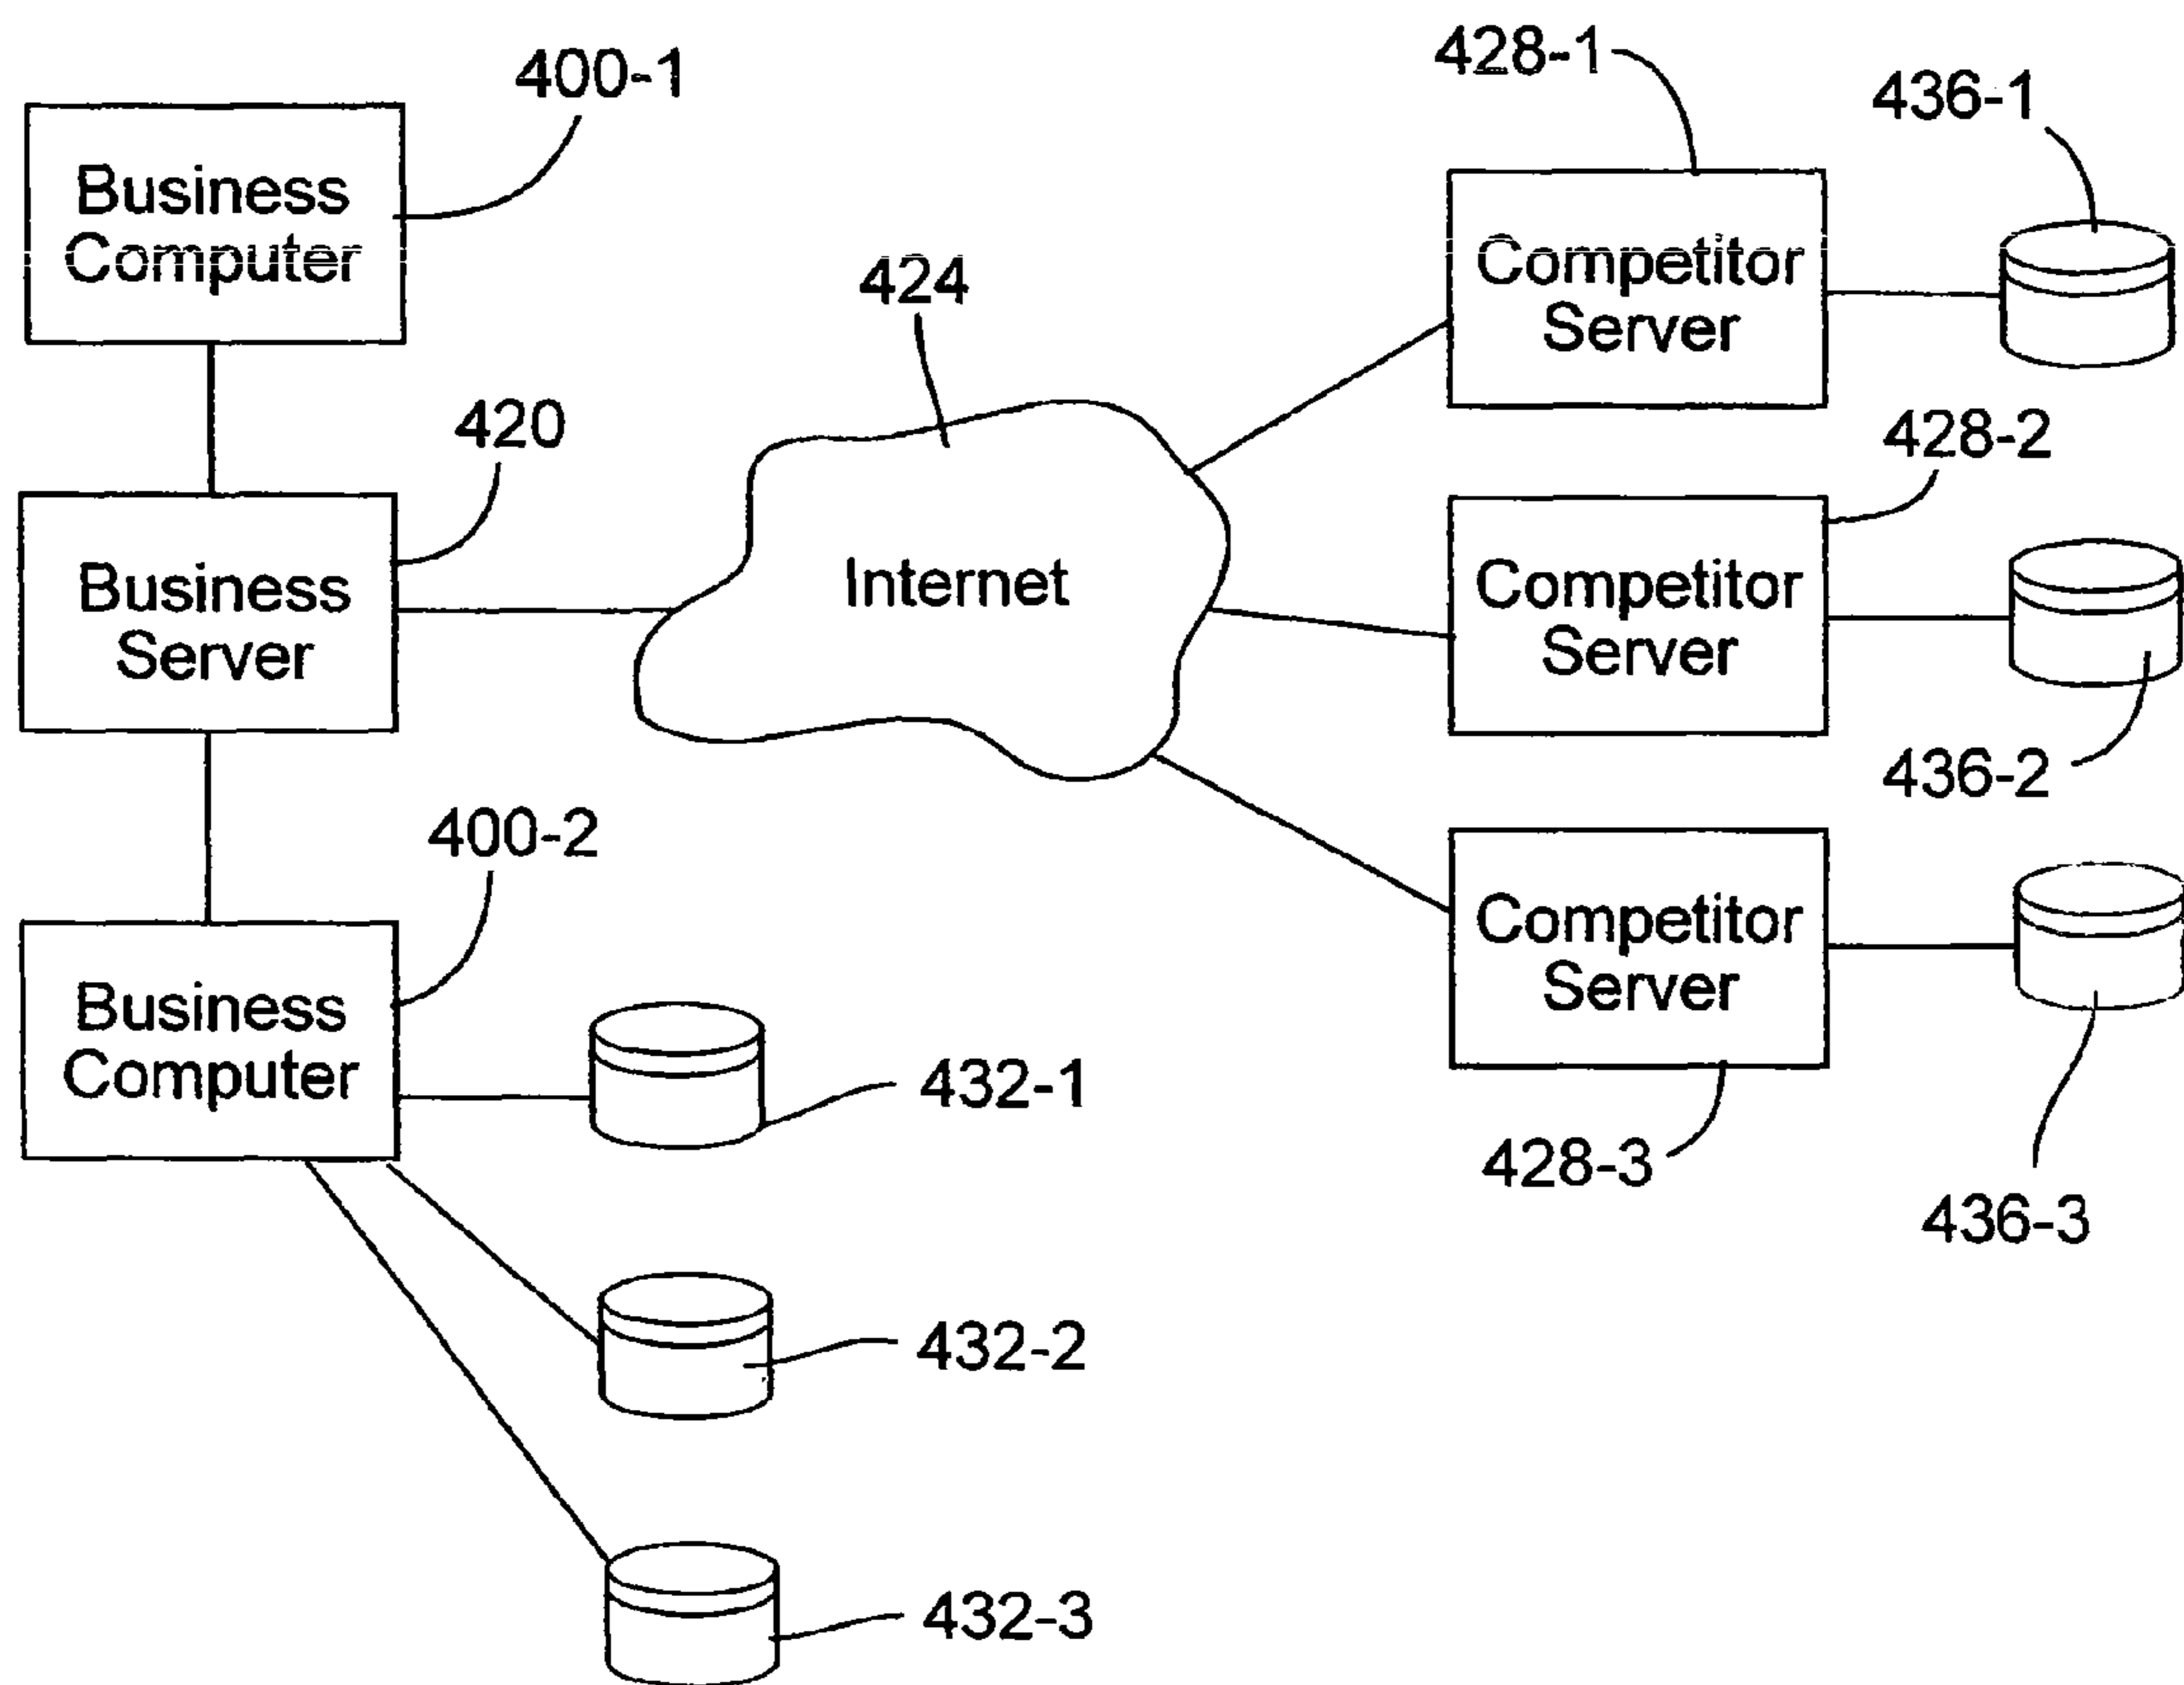 400-1
428-1
436-1
Business
Computer
424
Competitor
Server
420
428-2
Business
Server
Internet
Competitor
Server
436-2
400-2
Competitor
Server
Business
Computer
432-1
428-3
436-3
432-2
432-3